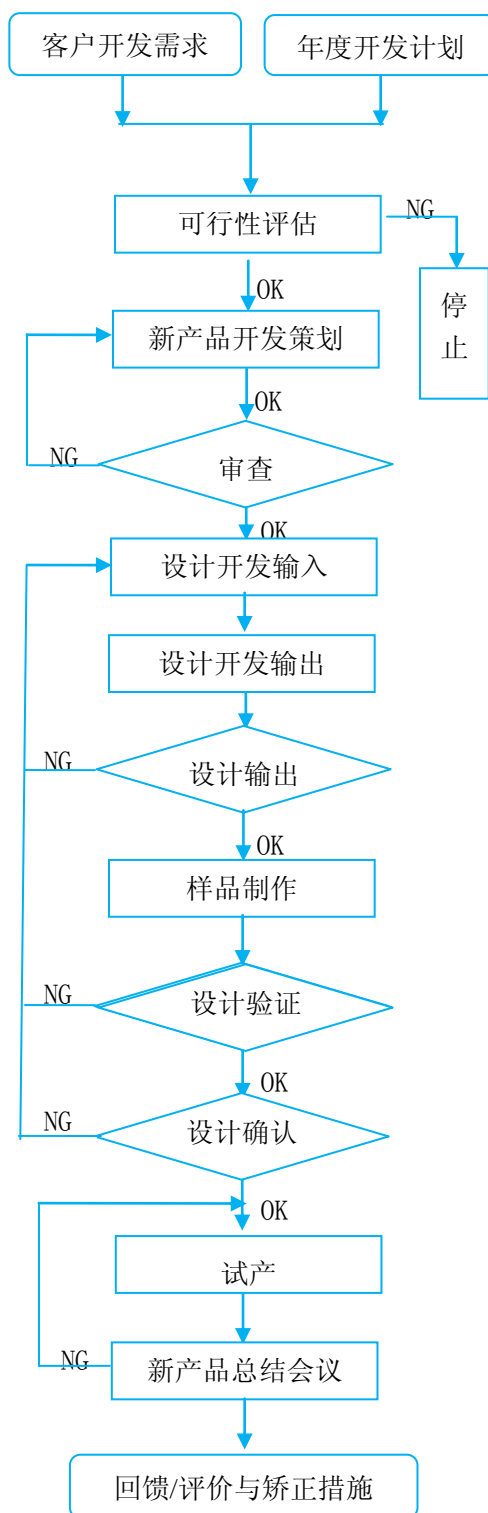 客户开发需求
年度开发计划
可行性评估
NG
停
止
OK
新产品开发策划
OK
NG
审查
OK
设计开发输入
设计开发输出
NG
设计输出
OK
样品制作
NG
设计验证
OK
NG
设计确认
OK
试产
NG
新产品总结会议
回馈/评价与矫正措施